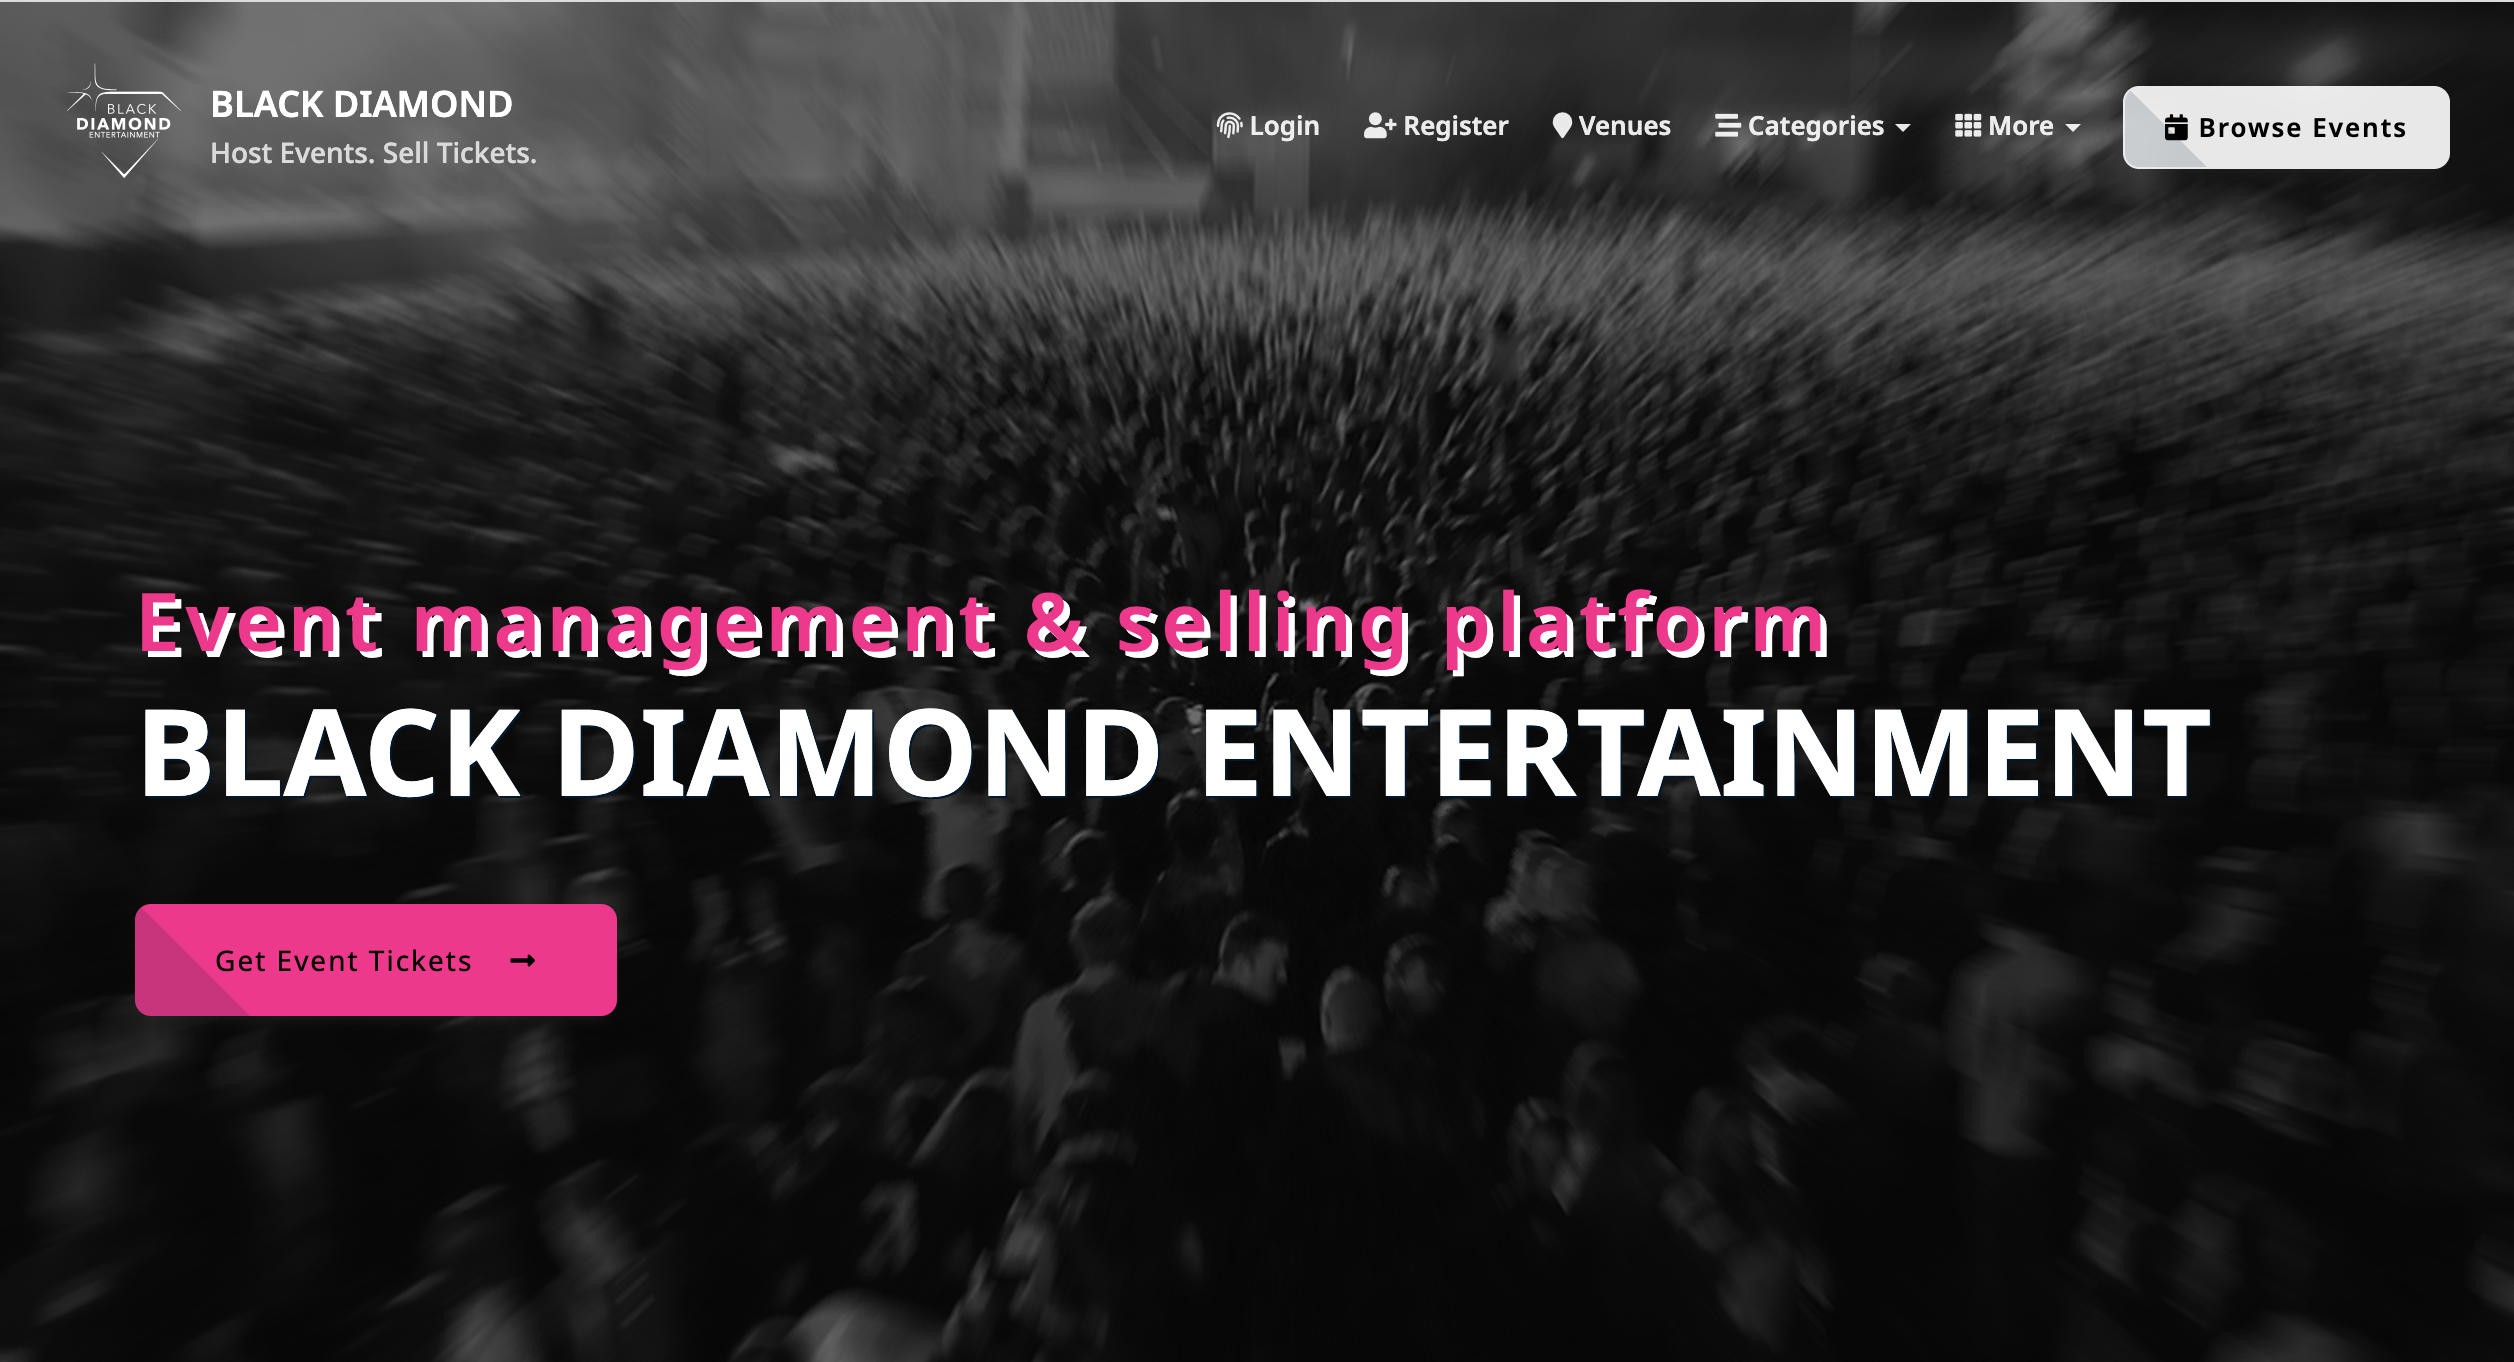 BLACK
DIAMOND
ENTERTAINMENT
BLACK DIAMOND
Host Events. Sell Tickets.
Login
Register
Venues
Categories
More
Browse Events
Event management & selling platform
BLACK DIAMOND ENTERTAINMENT
Get Event Tickets